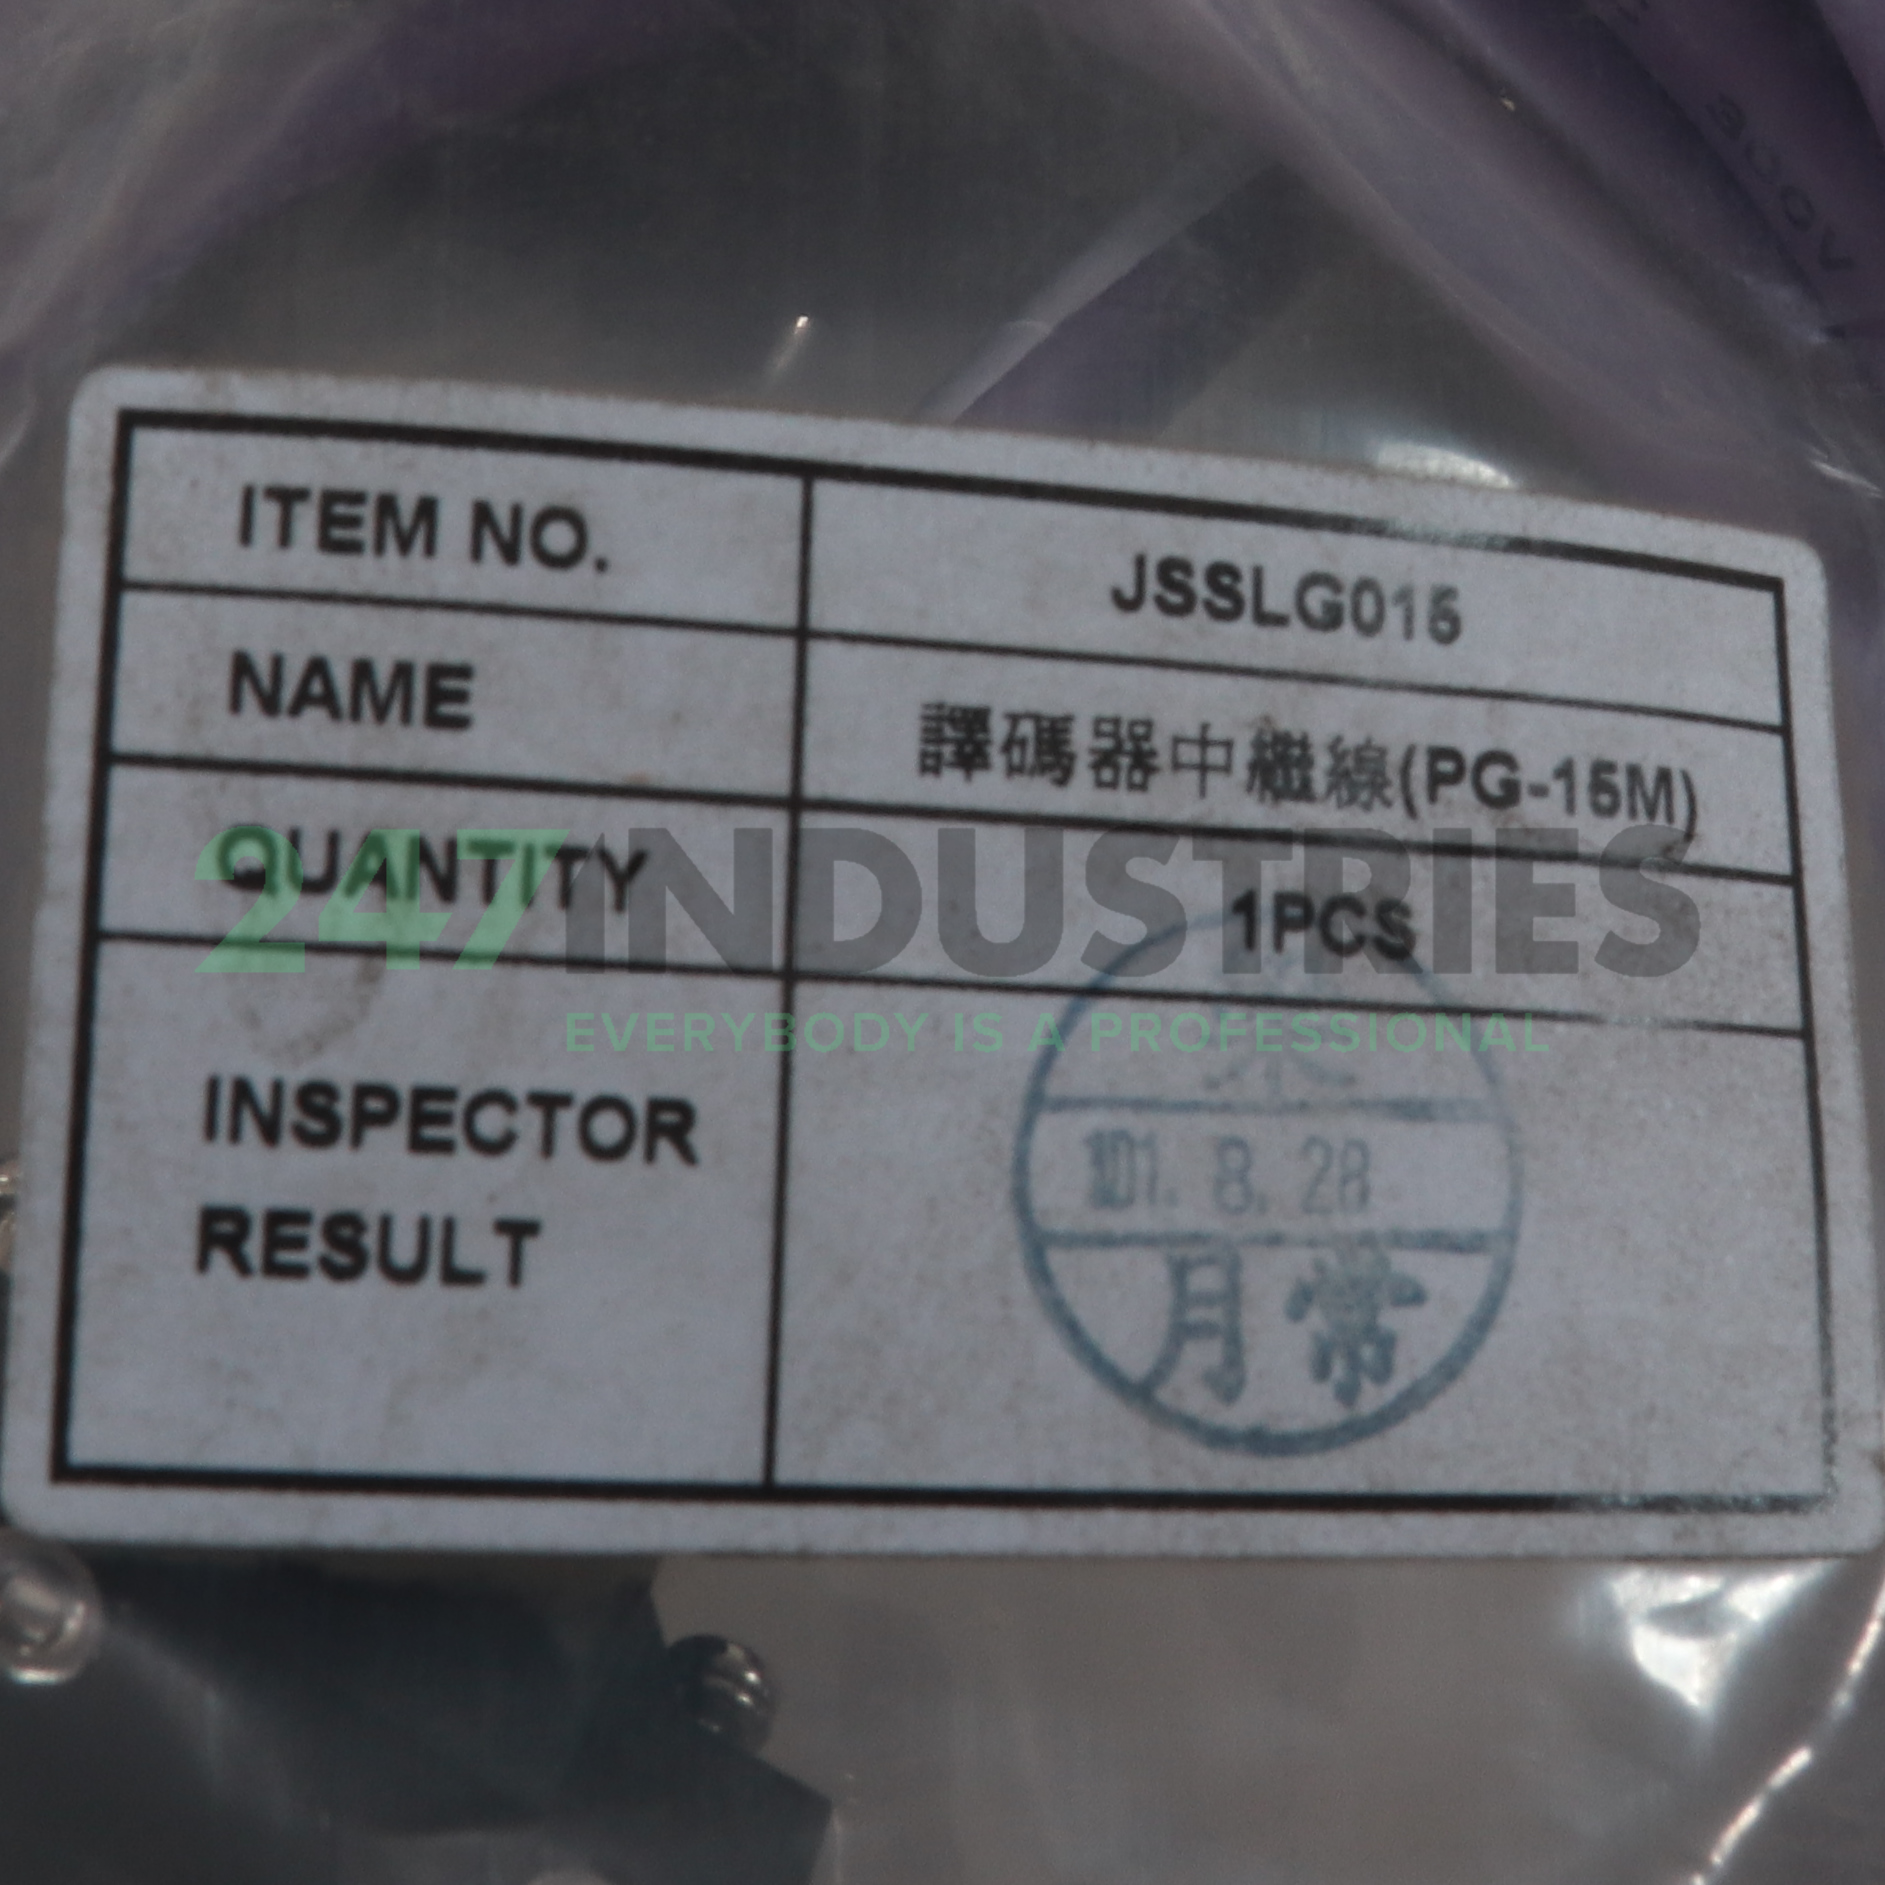 300V
ITEM NO. JSSLG015
NAME 譯碼器中繼線(PG-15M)
QUANTITY 1PCS
247INDUSTRIES
EVERYBODY IS A PROFESSIONAL
INSPECTOR
RESULT
101. 8. 28
月常